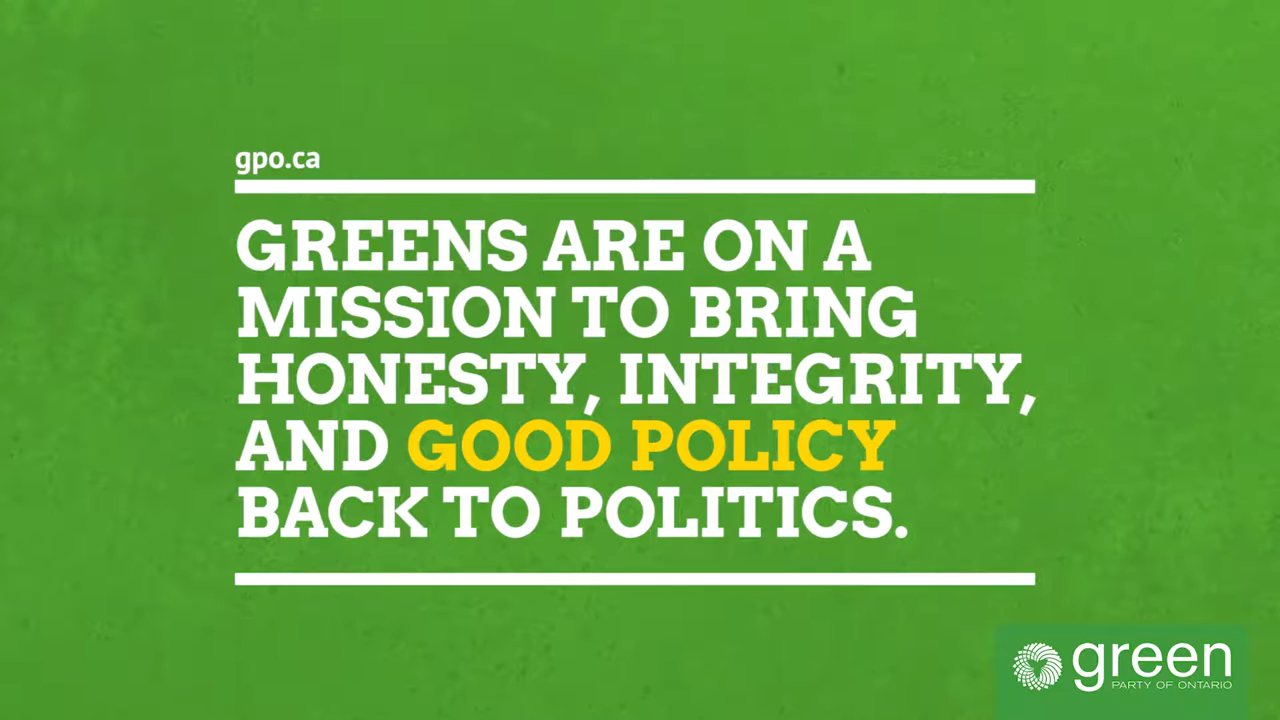 gpo.ca
GREENS ARE ON A
MISSION TO BRING
HONESTY, INTEGRITY,
AND GOOD POLICY
BACK TO POLITICS.
green
PARTY OF ONTARIO